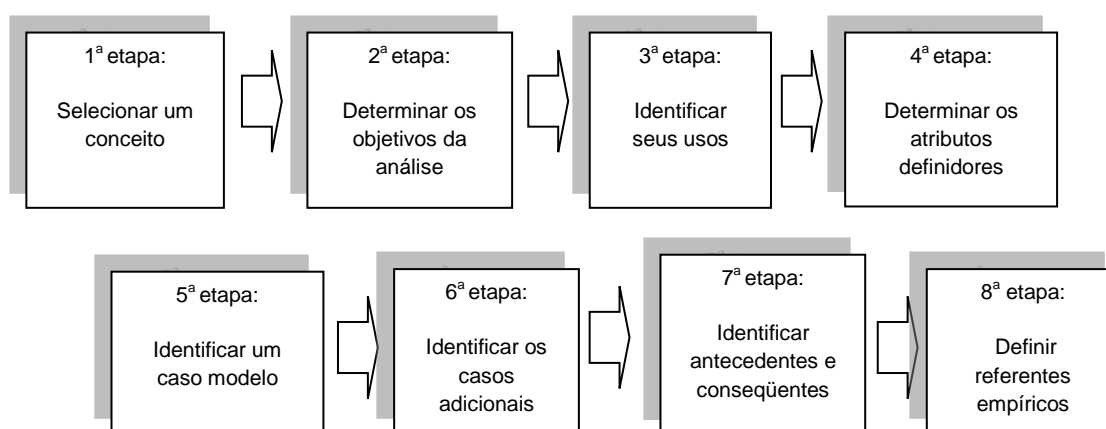 1ª etapa:
Selecionar um
conceito
2ª etapa:
Determinar os
objetivos da
análise
3ª etapa:
Identificar
seus usos
4ª etapa:
Determinar os
atributos
definidores
5ª etapa:
Identificar um
caso modelo
6ª etapa:
Identificar os
casos
adicionais
7ª etapa:
Identificar
antecedentes e
conseqüentes
8ª etapa:
Definir
referentes
empíricos